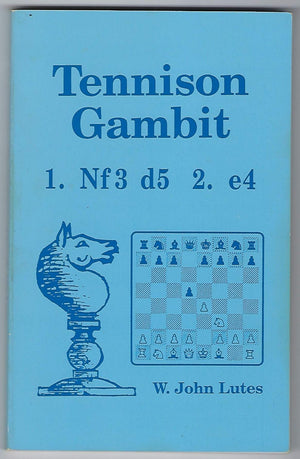 Tennison
Gambit
1. Nf3 d5 2. e4
W. John Lutes